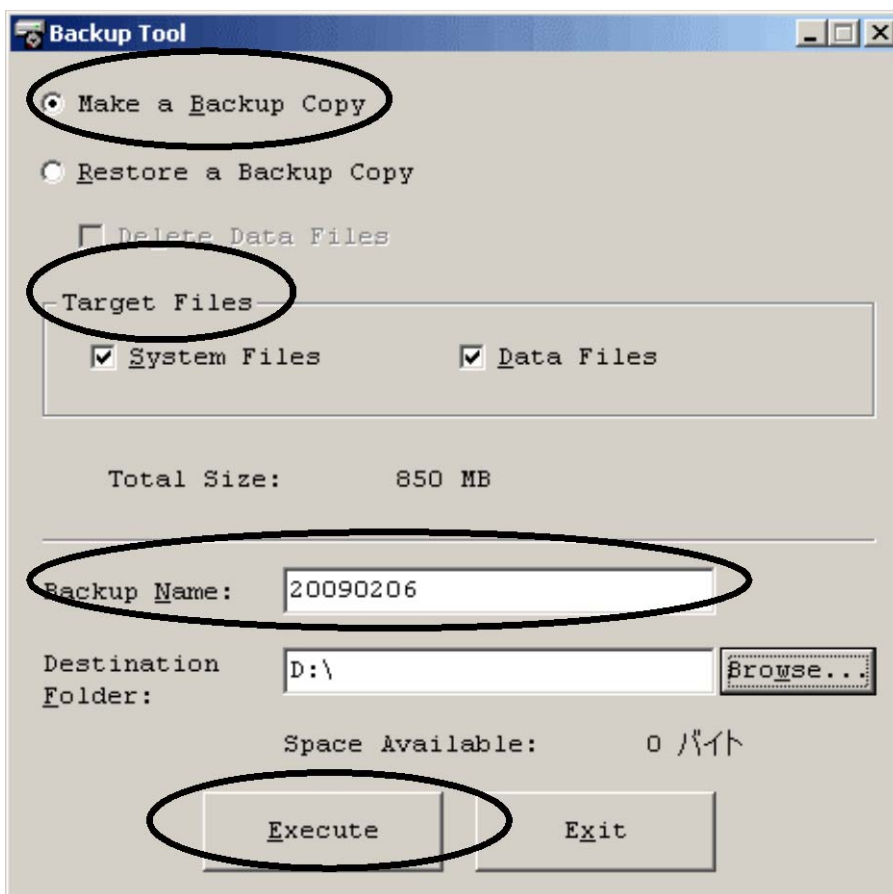 Backup Tool
Make a Backup Copy
Restore a Backup Copy
Delete Data Files
Target Files
System Files Data Files
Total Size: 850 MB
Backup Name: 20090206
Destination D:\ Browse...
Folder:
Space Available: 0 バイト
Execute Exit